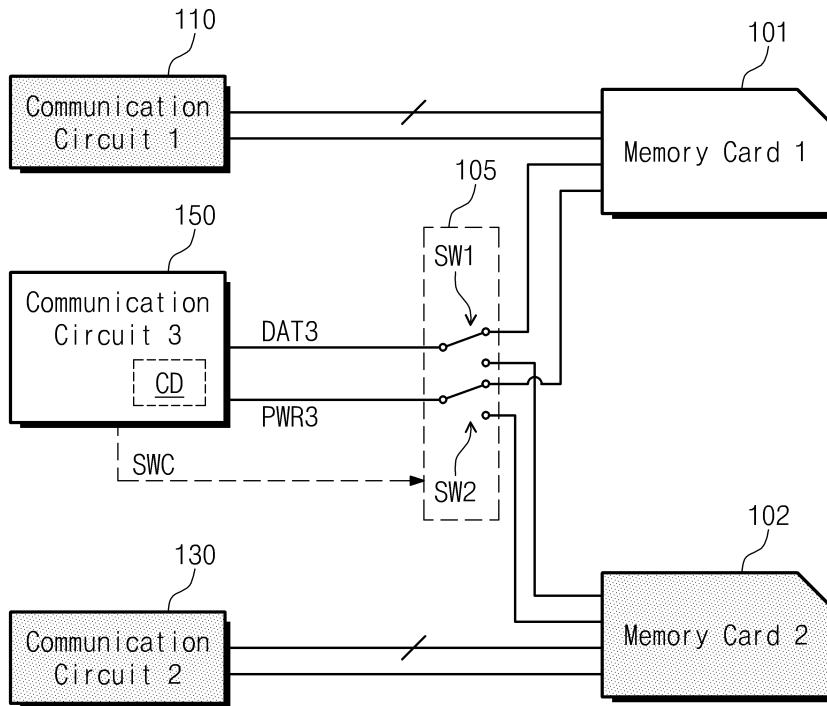 110
Communication
Circuit 1
101
Memory Card 1
150
Communication
Circuit 3
CD
DAT3
PWR3
SWC
105
SW1
SW2
130
Communication
Circuit 2
102
Memory Card 2